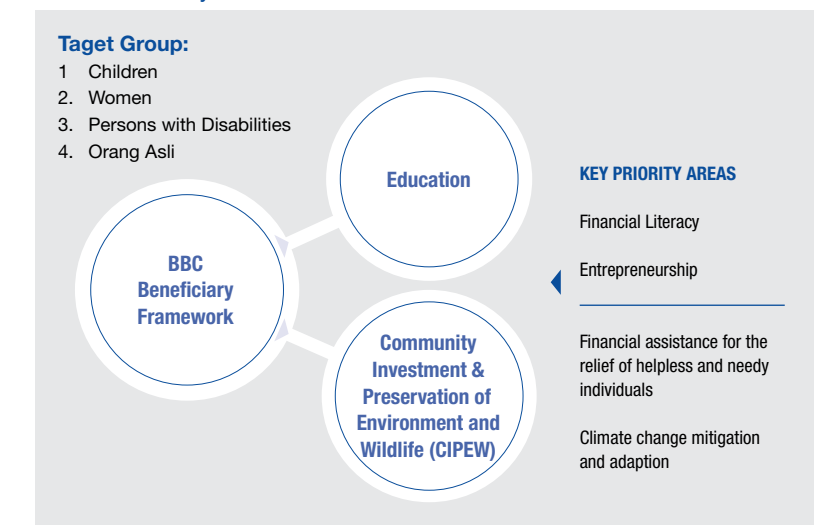 Taget Group:
1 Children
2. Women
3. Persons with Disabilities
4. Orang Asli
Education
BBC
Beneficiary
Framework
Community
Investment &
Preservation of
Environment and
Wildlife (CIPEW)
KEY PRIORITY AREAS
Financial Literacy
Entrepreneurship
Financial assistance for the
relief of helpless and needy
individuals
Climate change mitigation
and adaption